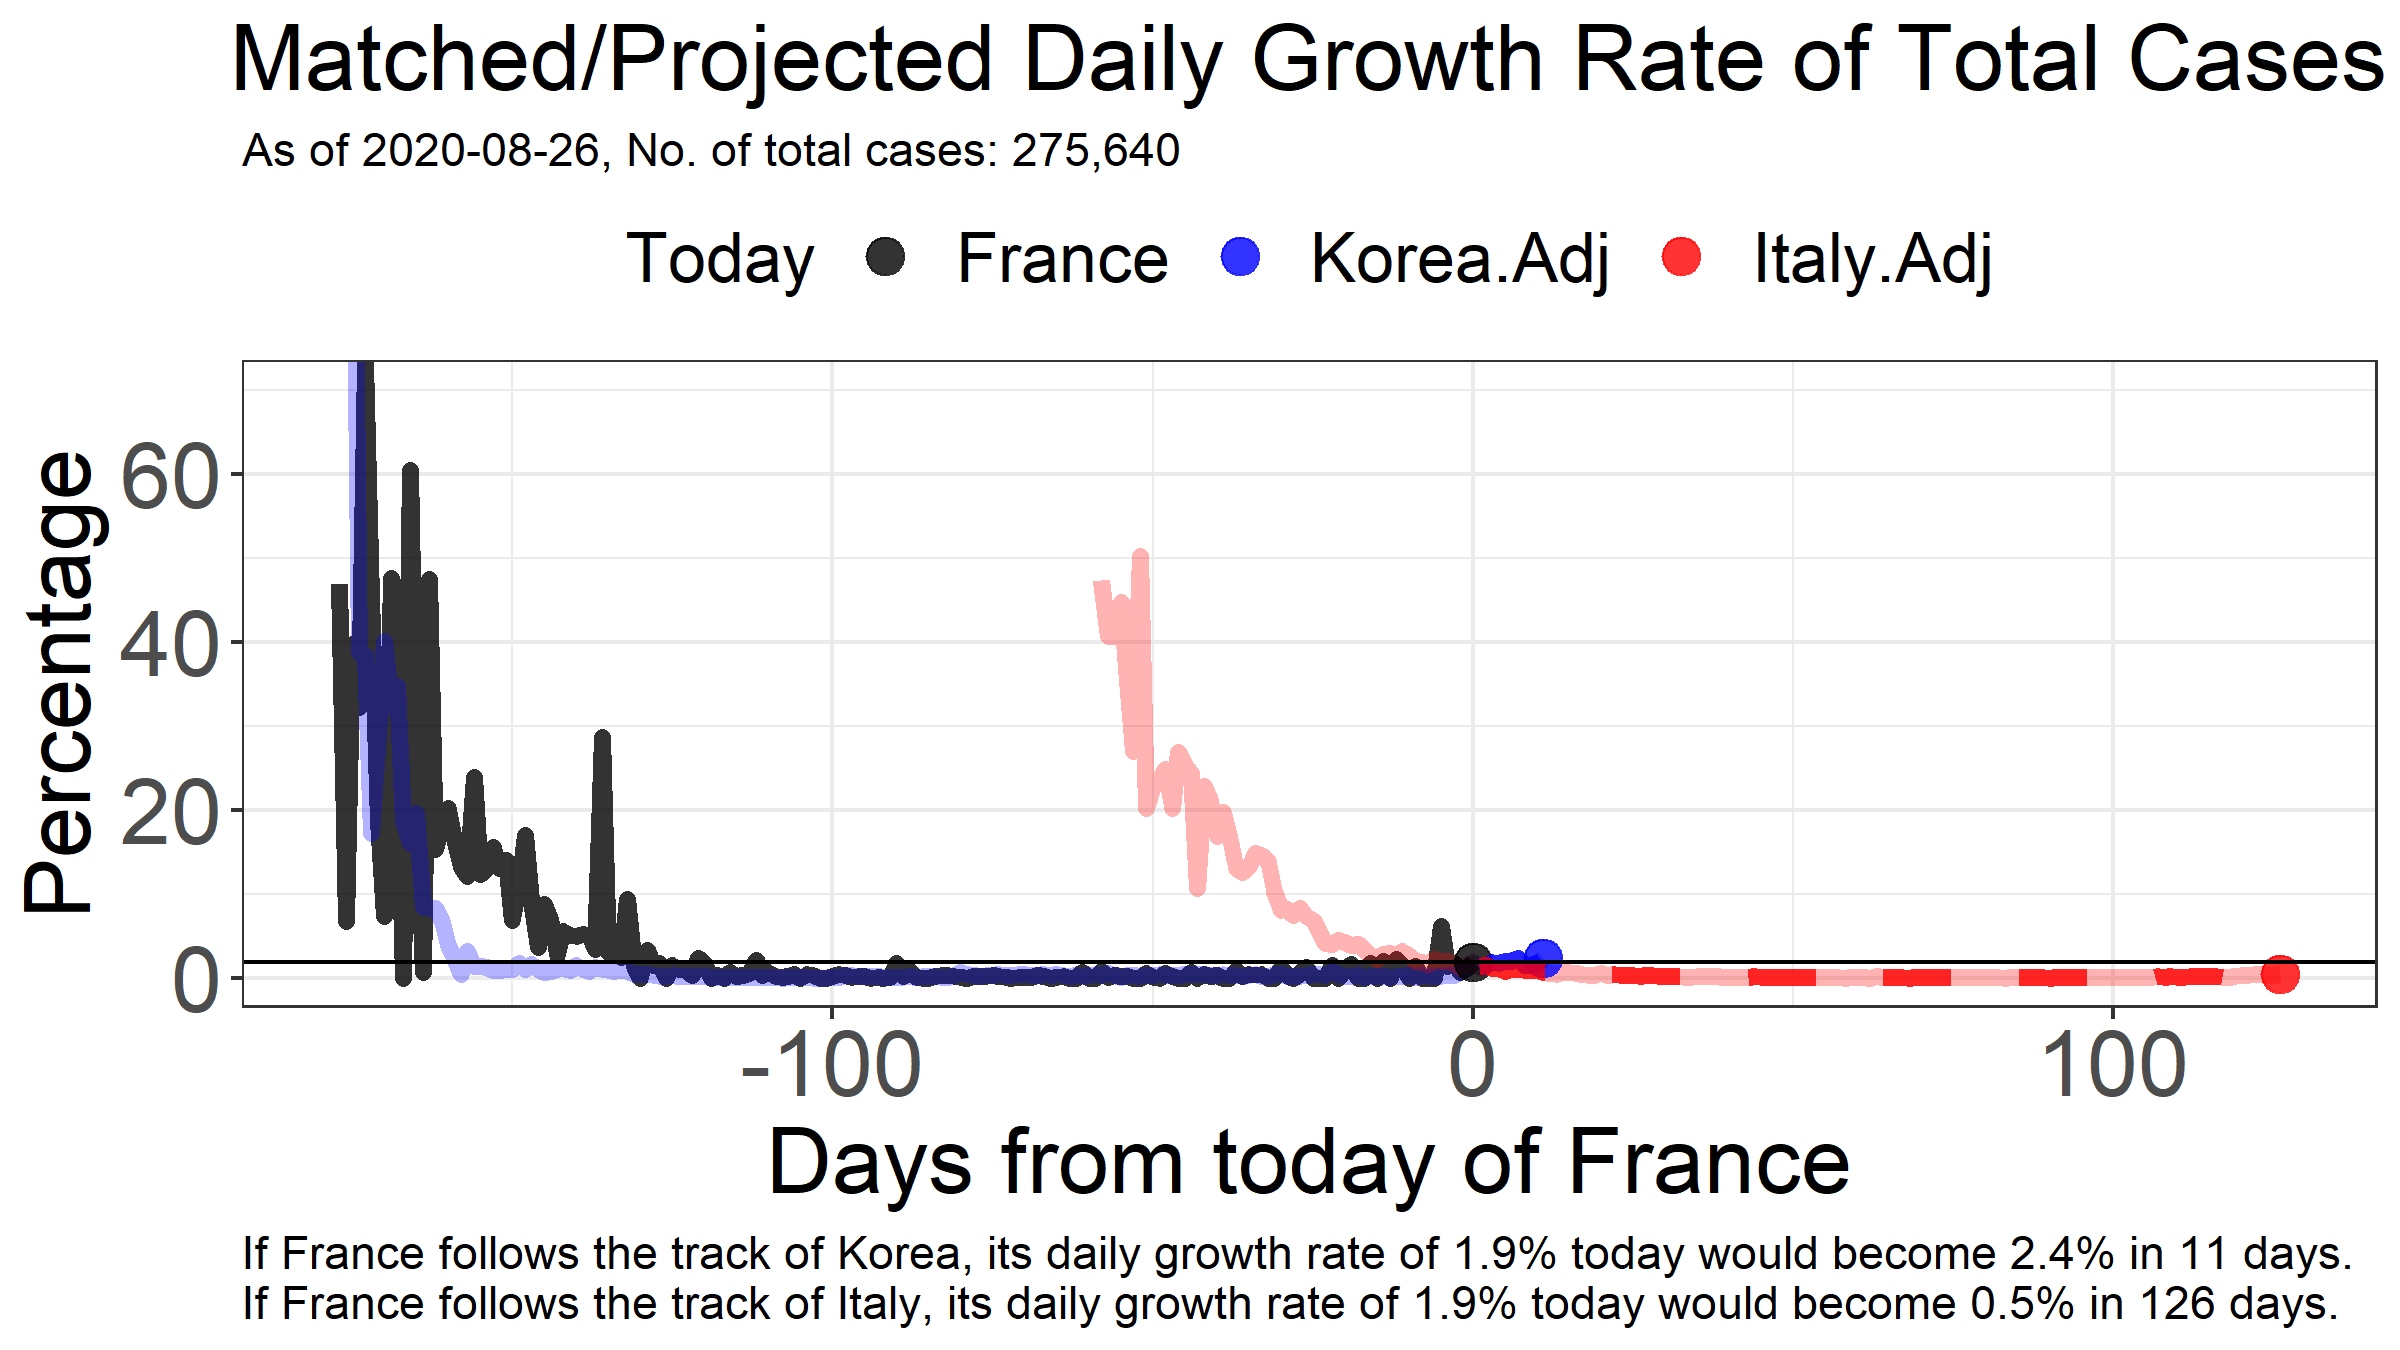 Matched/Projected Daily Growth Rate of Total Cases
As of 2020-08-26, No. of total cases: 275,640
Today France Korea.Adj Italy.Adj
Percentage
60
40
20
0
-100 0 100
Days from today of France
If France follows the track of Korea, its daily growth rate of 1.9% today would become 2.4% in 11 days.
If France follows the track of Italy, its daily growth rate of 1.9% today would become 0.5% in 126 days.